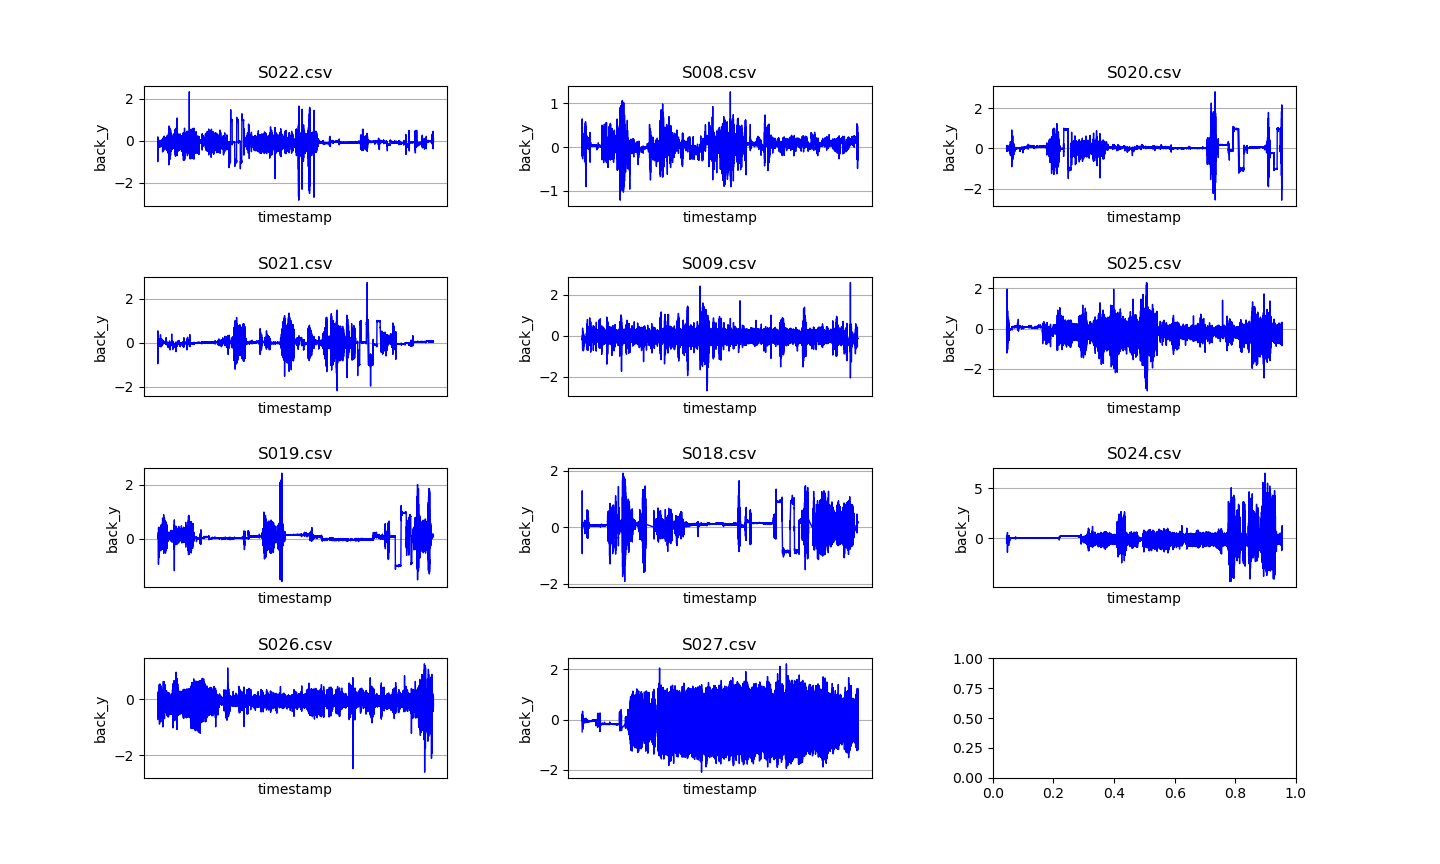 S022.csv S008.csv S020.csv
back_y 2 0 −2 back_y 1 0 −1 back_y 2 0 −2
timestamp timestamp timestamp
S021.csv S009.csv S025.csv
back_y 2 0 −2 back_y 2 0 −2 back_y 2 0 −2
timestamp timestamp timestamp
S019.csv S018.csv S024.csv
back_y 2 0 back_y 2 0 −2 back_y 5 0
timestamp timestamp timestamp
S026.csv S027.csv
back_y 0 −2 back_y 2 0 −2 1.00 0.75 0.50 0.25 0.00
timestamp timestamp 0.0 0.2 0.4 0.6 0.8 1.0